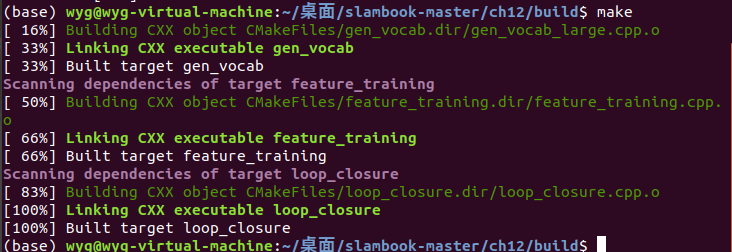 (base) wyg@wyg-virtual-machine:~/桌面/slambook-master/ch12/build$ make
[ 16%] Building CXX object CMakeFiles/gen_vocab.dir/gen_vocab_large.cpp.o
[ 33%] Linking CXX executable gen_vocab
[ 33%] Built target gen_vocab
Scanning dependencies of target feature_training
[ 50%] Building CXX object CMakeFiles/feature_training.dir/feature_training.cpp.
o
[ 66%] Linking CXX executable feature_training
[ 66%] Built target feature_training
Scanning dependencies of target loop_closure
[ 83%] Building CXX object CMakeFiles/loop_closure.dir/loop_closure.cpp.o
[100%] Linking CXX executable loop_closure
[100%] Built target loop_closure
(base) wyg@wyg-virtual-machine:~/桌面/slambook-master/ch12/build$